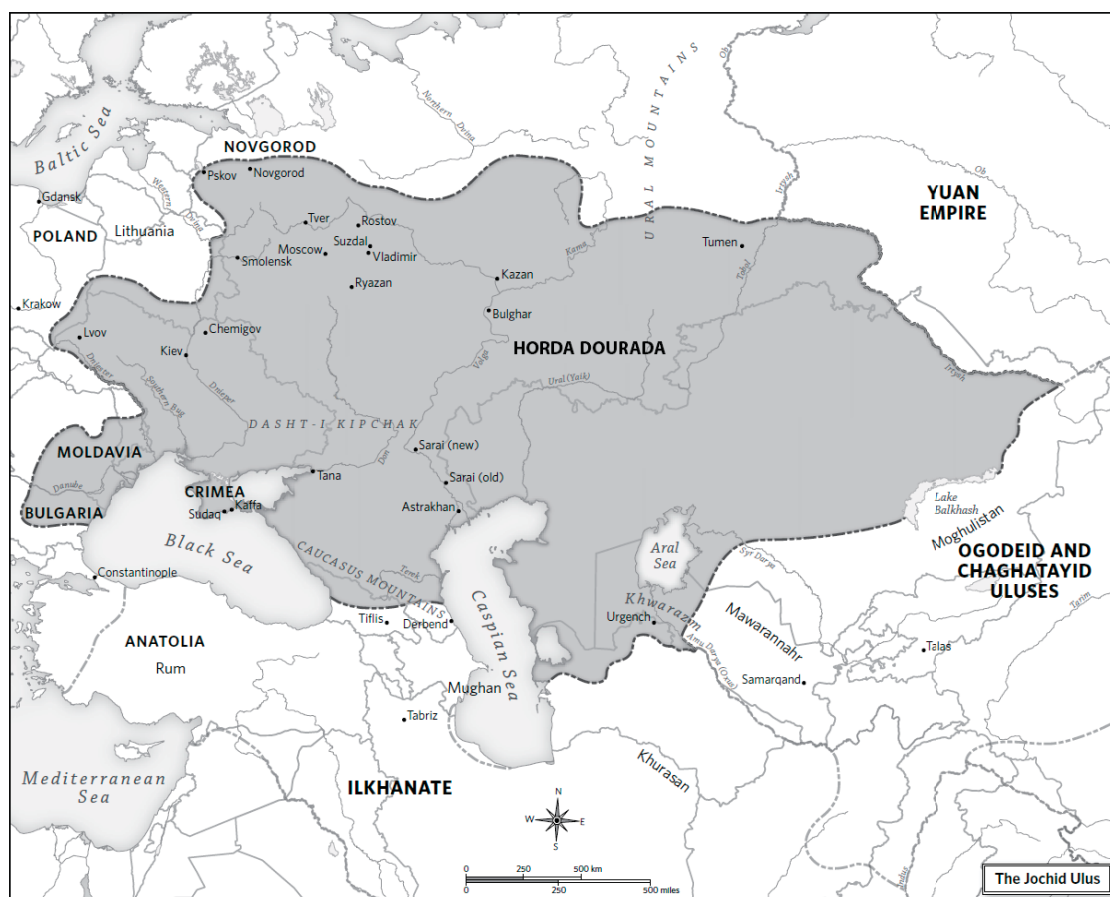 Ob
Northern
Dvina
URAL MOUNTAINS
Baltic Sea
NOVGOROD
Pskov
Novgorod
Irtysh
Ob
Gdansk
Western
Dvina
YUAN
EMPIRE
POLAND
Lithuania
Tver
Rostov
Suzdal
Moscow
Vladimir
Smolensk
Kama
Tumen
Tobol
Kazan
Ryazan
Krakow
Bulghar
Lvov
Chemigov
Kiev
HORDA DOURADA
Volga
Dniester
Southern Bug
Dnieper
Ural (Yaik)
Irtysh
DASHT-I KIPCHAK
Don
Sarai (new)
MOLDAVIA
Tana
Sarai (old)
Danube
CRIMEA
Kaffa
Sudaq
Astrakhan
BULGARIA
Lake
Balkhash
Moghulistan
Black Sea
Aral
Sea
Syr Darya
OGODEID AND
CHAGHATAYID
ULUSES
Constantinople
CAUCASUS MOUNTAINS
Terek
Caspian Sea
Khwarazm
Tarim
Tiflis
Derbend
Urgench
Mawarannahr
ANATOLIA
Rum
Amu Darya (Oxus)
Talas
Samarqand
Mughan
Tabriz
Mediterranean
Sea
ILKHANATE
Khurasan
N
W
E
S
0 250 500 km
0 250 500 miles
Indus
The Jochid Ulus